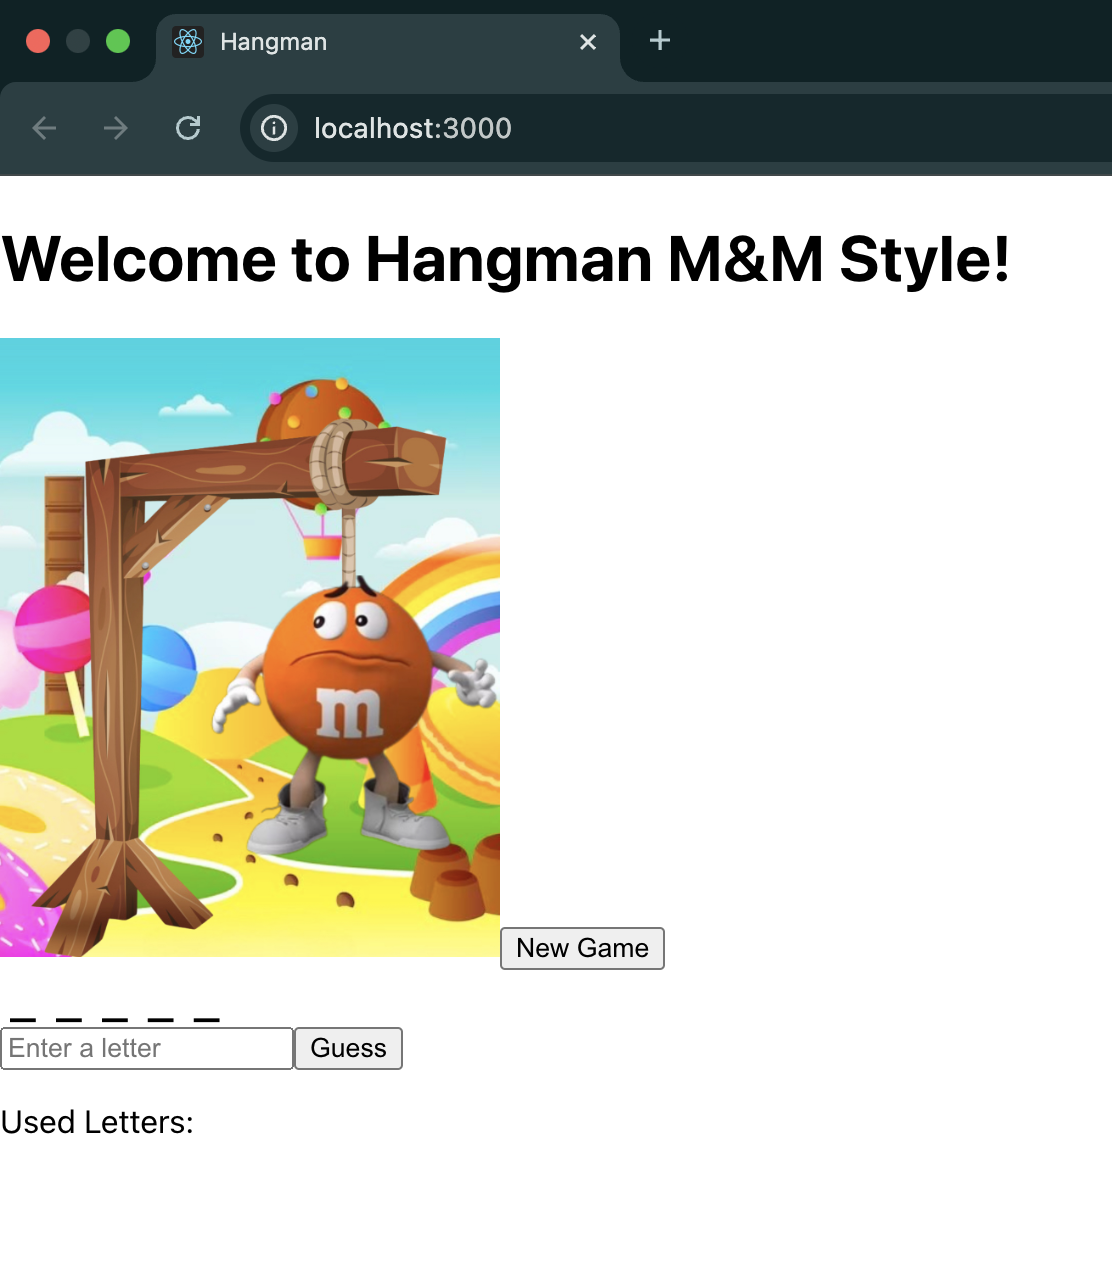 Hangman
localhost:3000
Welcome to Hangman M&M Style!
m
New Game
_ _ _ _ _
Enter a letter Guess
Used Letters: